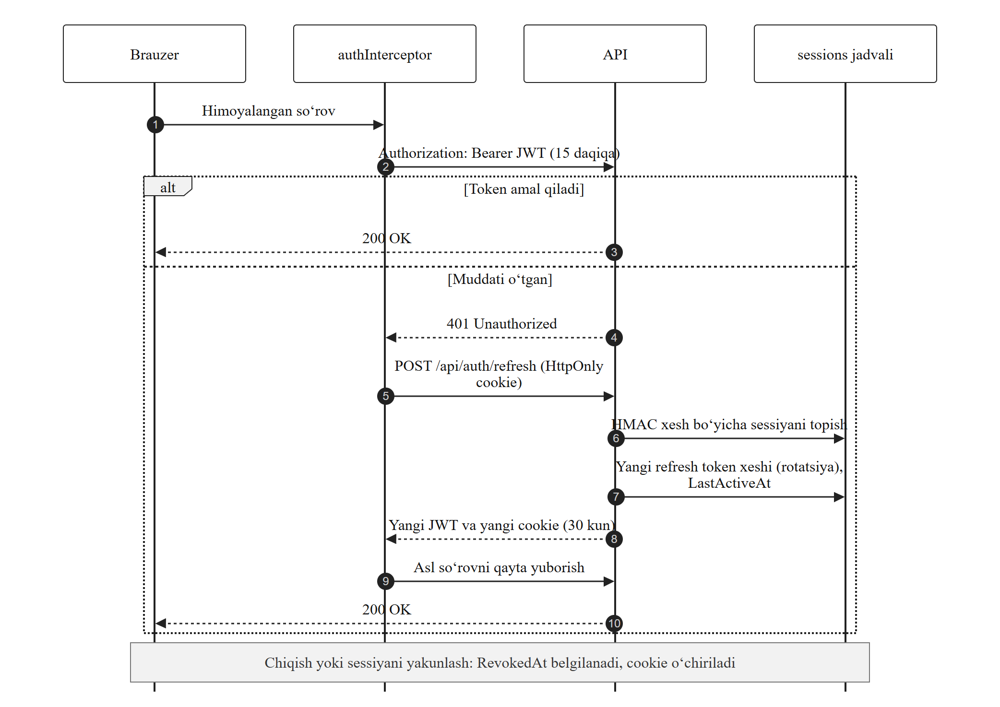 Brauzer
authInterceptor
API
sessions jadvali
Himoyalangan so‘rov
1
Authorization: Bearer JWT (15 daqiqa)
2
alt
[Token amal qiladi]
200 OK
3
[Muddati o‘tgan]
401 Unauthorized
4
POST /api/auth/refresh (HttpOnly
cookie)
5
HMAC xesh bo‘yicha sessiyani topish
6
Yangi refresh token xeshi (rotatsiya),
LastActiveAt
7
Yangi JWT va yangi cookie (30 kun)
8
Asl so‘rovni qayta yuborish
9
200 OK
10
Chiqish yoki sessiyani yakunlash: RevokedAt belgilanadi, cookie o‘chiriladi